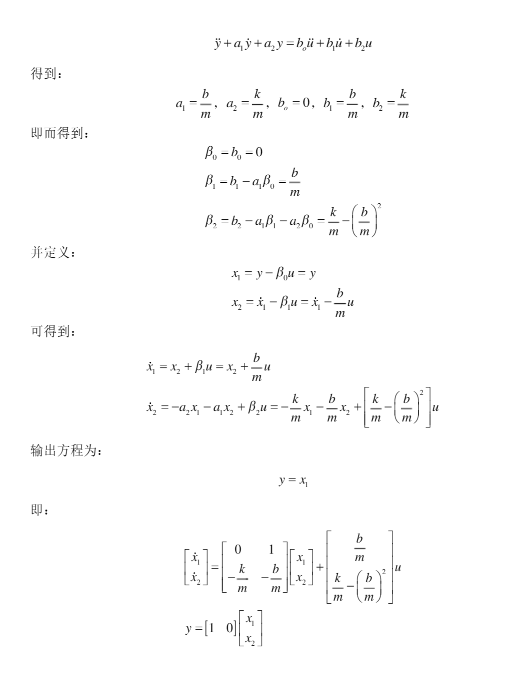 ÿ + a₁ẏ + a₂y = bₒü + b₁u̇ + b₂u
得到：
a₁ = b/m， a₂ = k/m， bₒ = 0， b₁ = b/m， b₂ = k/m
即而得到：
β₀ = b₀ = 0
β₁ = b₁ − a₁β₀ = b/m
β₂ = b₂ − a₁β₁ − a₂β₀ = k/m − (b/m)²
并定义：
x₁ = y − β₀u = y
x₂ = ẋ₁ − β₁u = ẋ₁ − b/m u
可得到：
ẋ₁ = x₂ + β₁u = x₂ + b/m u
ẋ₂ = −a₂x₁ − a₁x₂ + β₂u = −k/m x₁ − b/m x₂ + [k/m − (b/m)²]u
输出方程为：
y = x₁
即：
[ẋ₁; ẋ₂] = [0 1; −k/m −b/m][x₁; x₂] + [b/m; k/m − (b/m)²]u
y = [1 0][x₁; x₂]